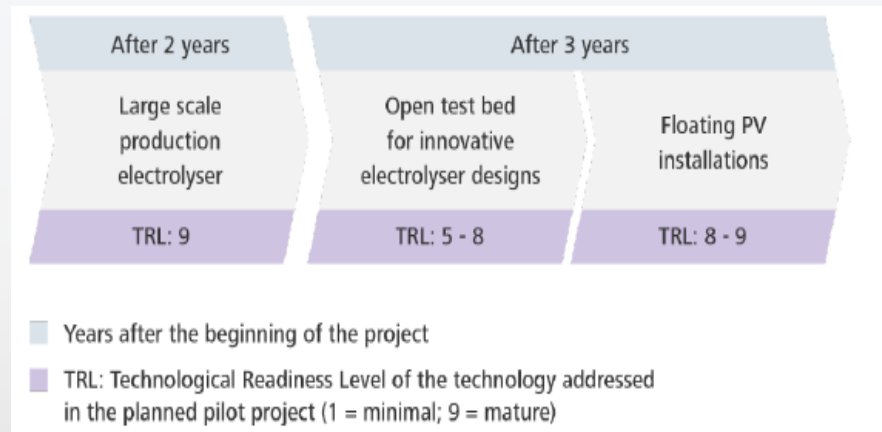 After 2 years
After 3 years
Large scale
production
electrolyser
Open test bed
for innovative
electrolyser designs
Floating PV
installations
TRL: 9
TRL: 5 - 8
TRL: 8 - 9
Years after the beginning of the project
TRL: Technological Readiness Level of the technology addressed
in the planned pilot project (1 = minimal; 9 = mature)